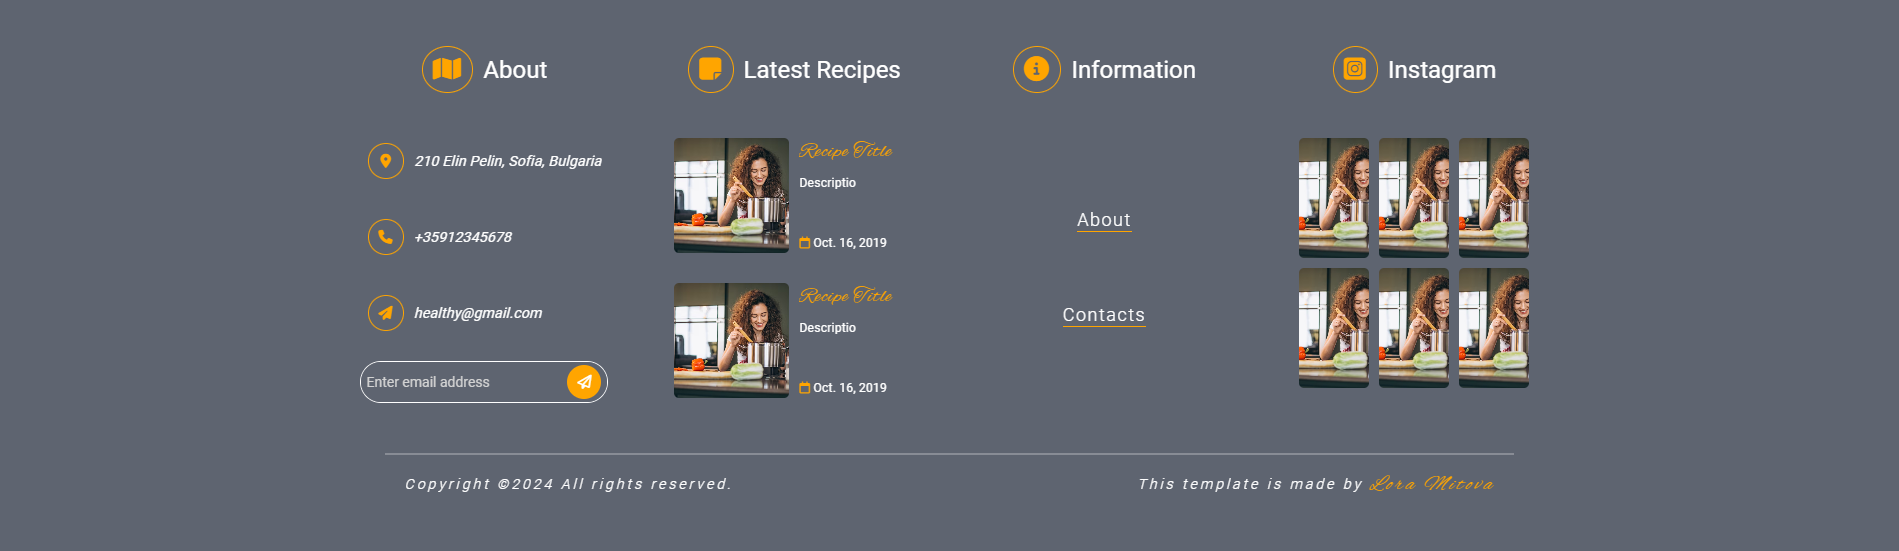 About
210 Elin Pelin, Sofia, Bulgaria
+35912345678
healthy@gmail.com
Enter email address
Latest Recipes
Recipe Title
Descriptio
Oct. 16, 2019
Recipe Title
Descriptio
Oct. 16, 2019
Information
About
Contacts
Instagram
Copyright ©2024 All rights reserved.
This template is made by Lora Mitova